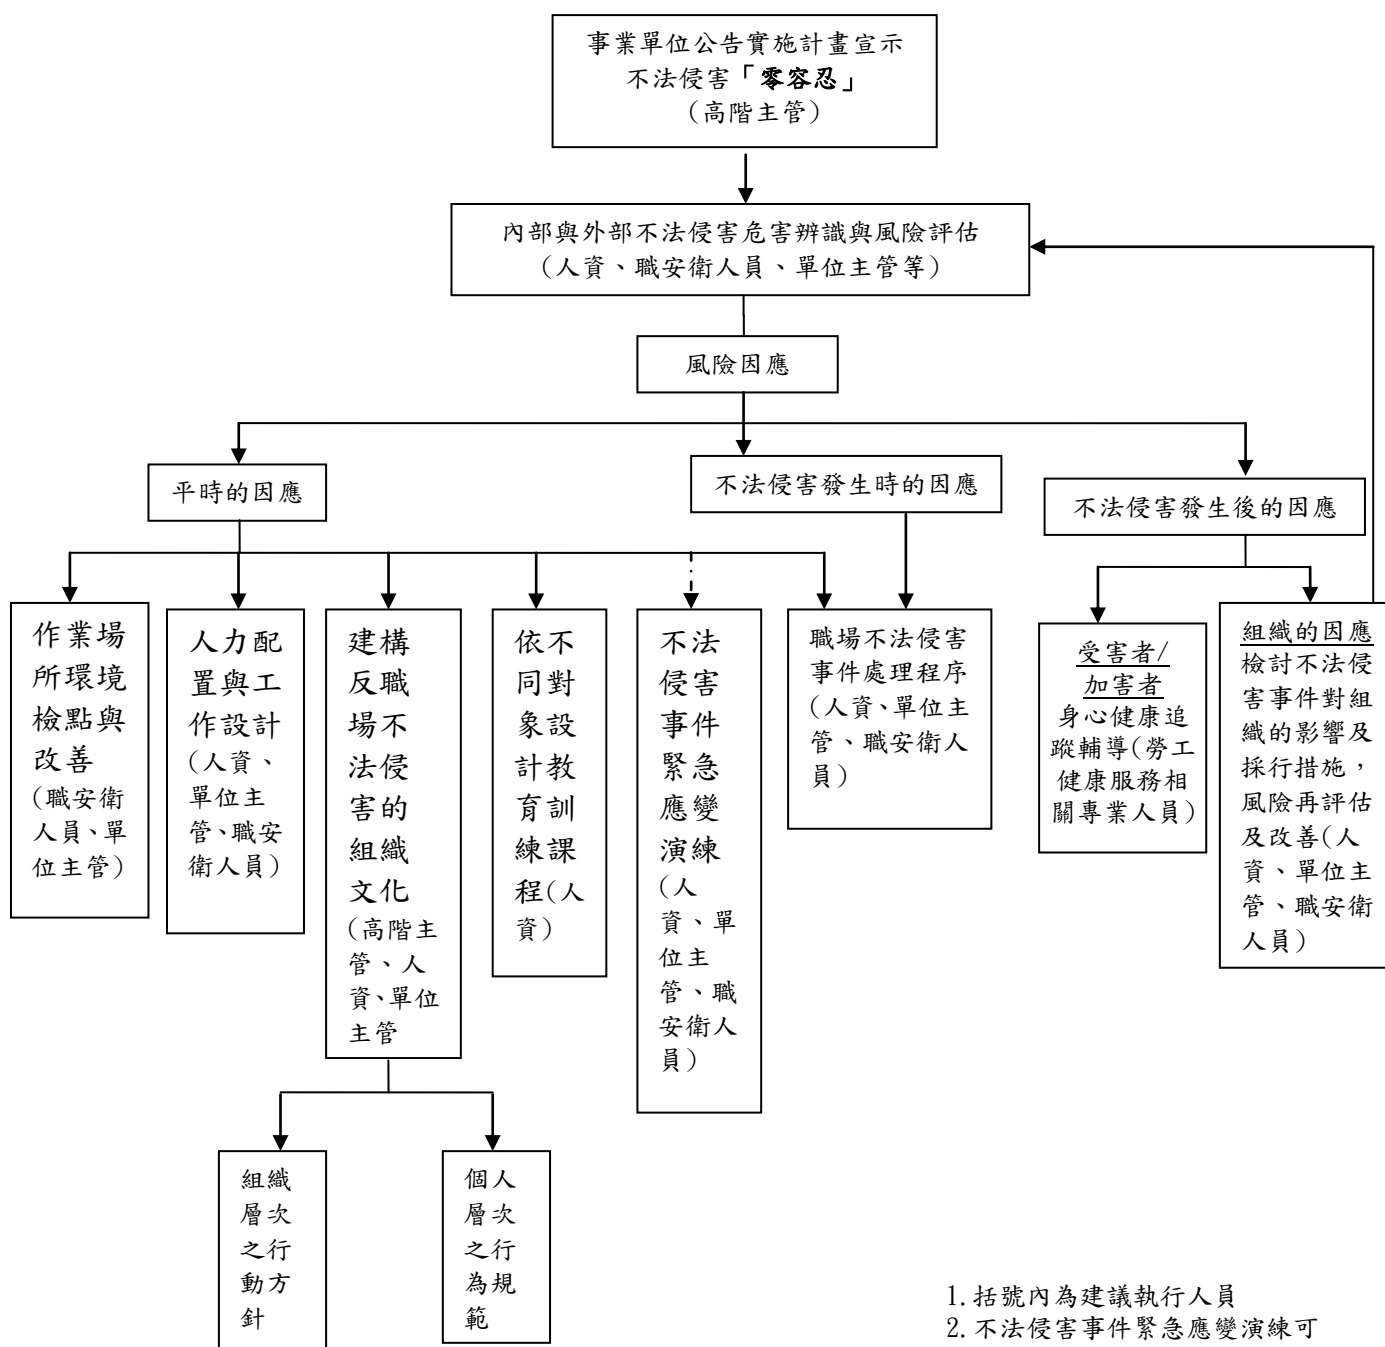 事業單位公告實施計畫宣示
不法侵害「零容忍」
(高階主管)
內部與外部不法侵害危害辨識與風險評估
(人資、職安衛人員、單位主管等)
風險因應
平時的因應
不法侵害發生時的因應
不法侵害發生後的因應
作業場
所環境
檢點與
改善
(職安衛
人員、單
位主管)
人力配
置與工
作設計
(人資、
單位主
管、職安
衛人員)
建構
反職
場不
法侵
害的
組織
文化
(高階主
管、人
資、單位
主管
依不
同對
象設
計教
育訓
練課
程(人
資)
不法
侵害
事件
緊急
應變
演練
(人
資、單
位主
管、職
安衛人
員)
職場不法侵害
事件處理程序
(人資、單位主
管、職安衛人
員)
受害者/
加害者
身心健康追
蹤輔導(勞工
健康服務相
關專業人員)
組織的因應
檢討不法侵
害事件對組
織的影響及
採行措施，
風險再評估
及改善(人
資、單位主
管、職安衛
人員)
組織
層次
之行
動方
針
個人
層次
之行
為規
範
1.括號內為建議執行人員
2.不法侵害事件緊急應變演練可